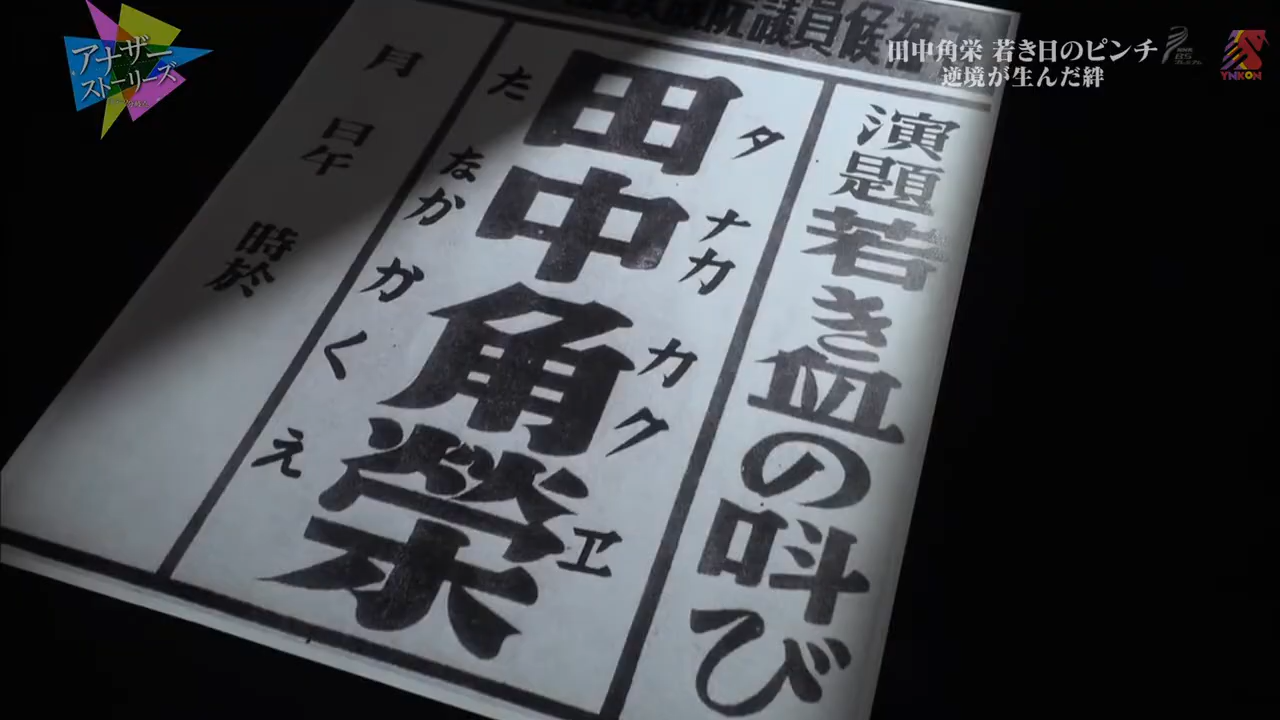 アナザー
ストーリーズ
田中角栄 若き日のピンチ
逆境が生んだ絆
YNKON
議員候補
演題 若き血の叫び
タナカ カクヱ
田中角榮
たなか かくえ
月 日午 時於